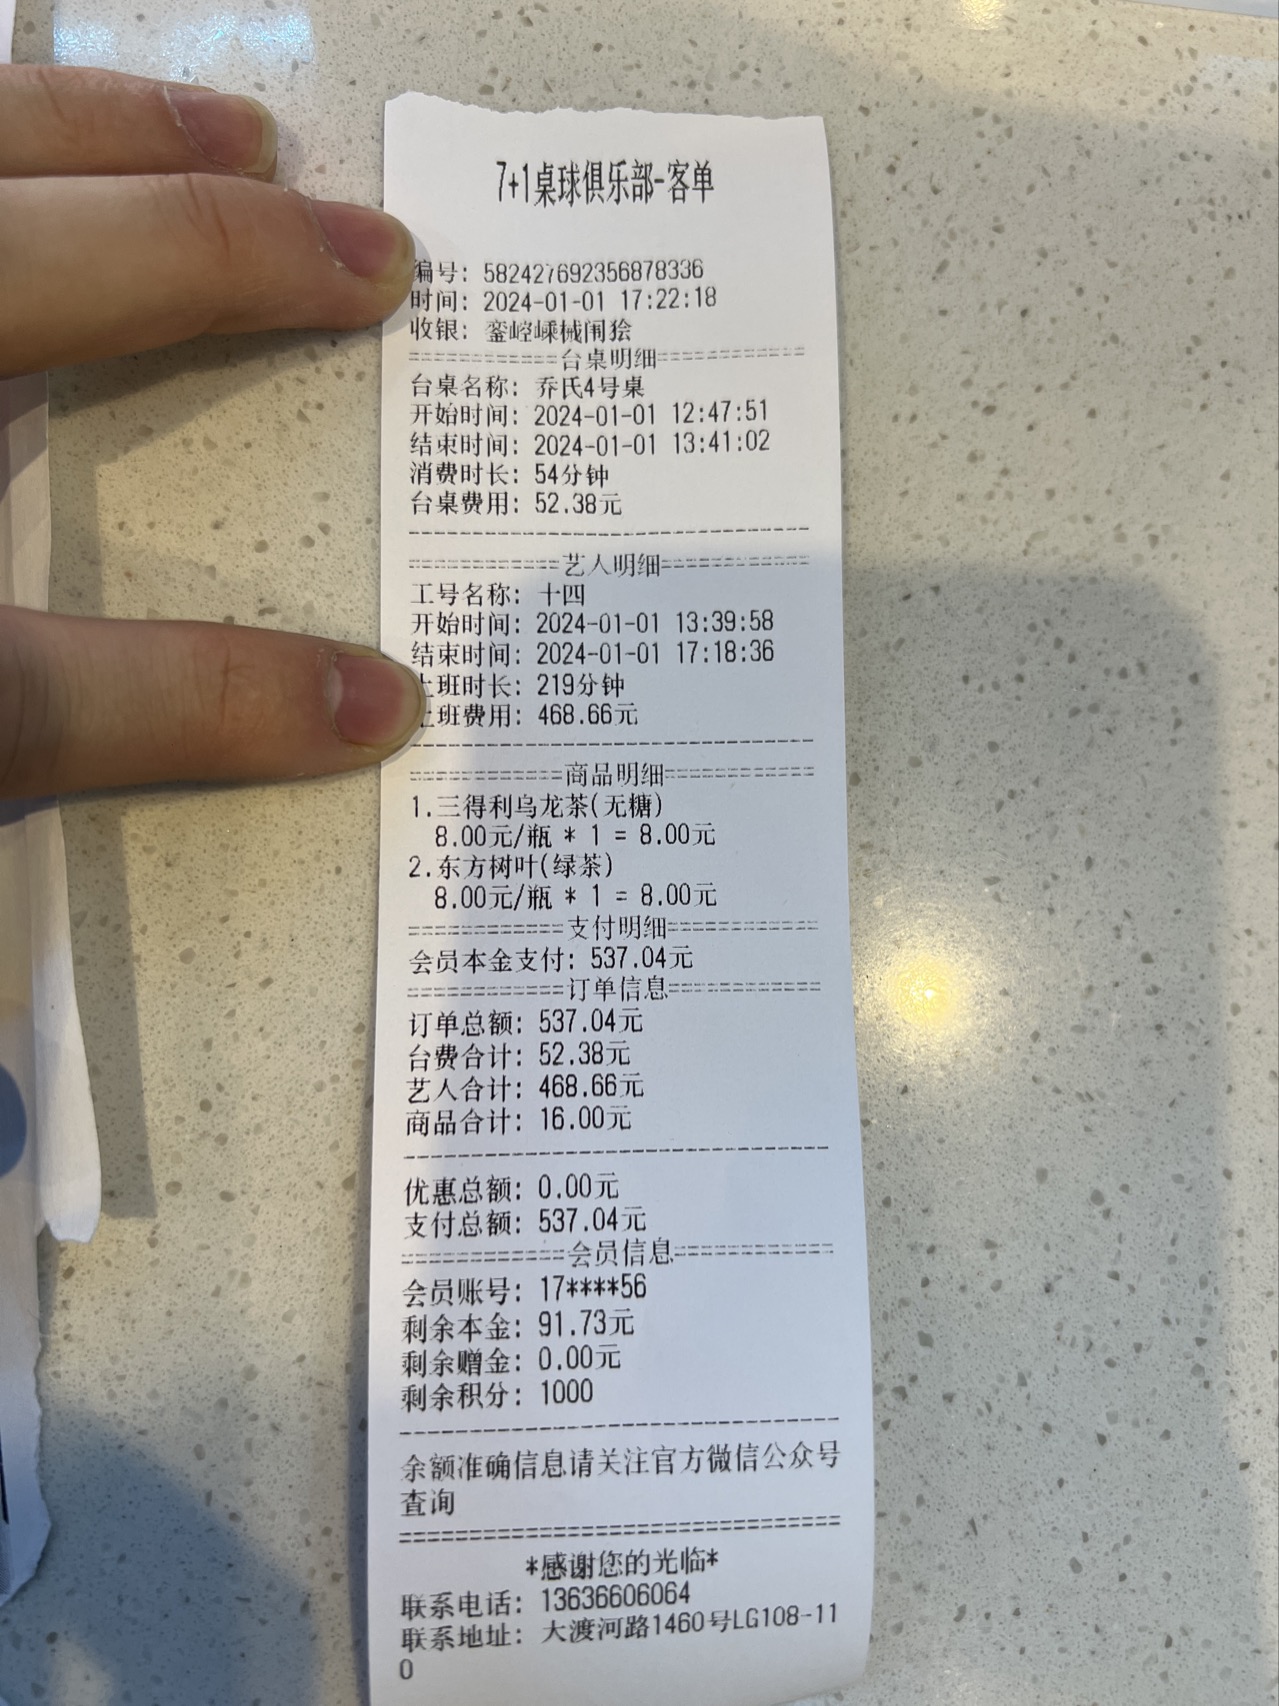 7+1桌球俱乐部-客单
编号: 582427692356878336
时间: 2024-01-01 17:22:18
收银: 銮崆嵊械闹狯
===========台桌明细===========
台桌名称: 乔氏4号桌
开始时间: 2024-01-01 12:47:51
结束时间: 2024-01-01 13:41:02
消费时长: 54分钟
台桌费用: 52.38元
--------------------------------
===========艺人明细===========
工号名称: 十四
开始时间: 2024-01-01 13:39:58
结束时间: 2024-01-01 17:18:36
上班时长: 219分钟
上班费用: 468.66元
--------------------------------
===========商品明细===========
1.三得利乌龙茶(无糖)
8.00元/瓶 * 1 = 8.00元
2.东方树叶(绿茶)
8.00元/瓶 * 1 = 8.00元
===========支付明细===========
会员本金支付: 537.04元
===========订单信息===========
订单总额: 537.04元
台费合计: 52.38元
艺人合计: 468.66元
商品合计: 16.00元
--------------------------------
优惠总额: 0.00元
支付总额: 537.04元
===========会员信息===========
会员账号: 17****56
剩余本金: 91.73元
剩余赠金: 0.00元
剩余积分: 1000
--------------------------------
余额准确信息请关注官方微信公众号
查询
================================
*感谢您的光临*
联系电话: 13636606064
联系地址: 大渡河路1460号LG108-11
0